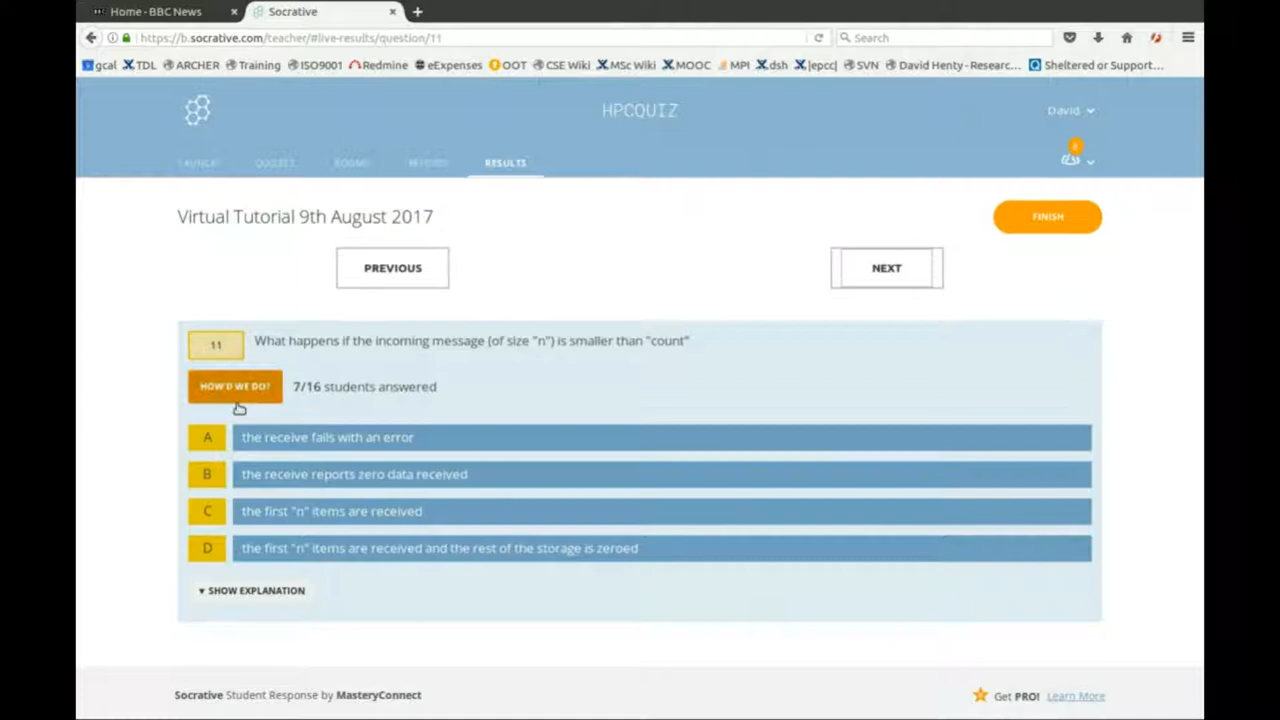 Home - BBC News × Socrative × +
https://b.socrative.com/teacher/#live-results/question/11 Search
gcal TDL ARCHER Training ISO9001 Redmine eExpenses OOT CSE Wiki MSc Wiki MOOC MPI dsh |epcc| SVN David Henty - Researc... Sheltered or Support...
HPCQUIZ
David
LAUNCH QUIZZES ROOMS REPORTS RESULTS
Virtual Tutorial 9th August 2017
FINISH
PREVIOUS NEXT
11 What happens if the incoming message (of size "n") is smaller than "count"
HOW'D WE DO? 7/16 students answered
A the receive fails with an error
B the receive reports zero data received
C the first "n" items are received
D the first "n" items are received and the rest of the storage is zeroed
▼ SHOW EXPLANATION
Socrative Student Response by MasteryConnect
Get PRO! Learn More